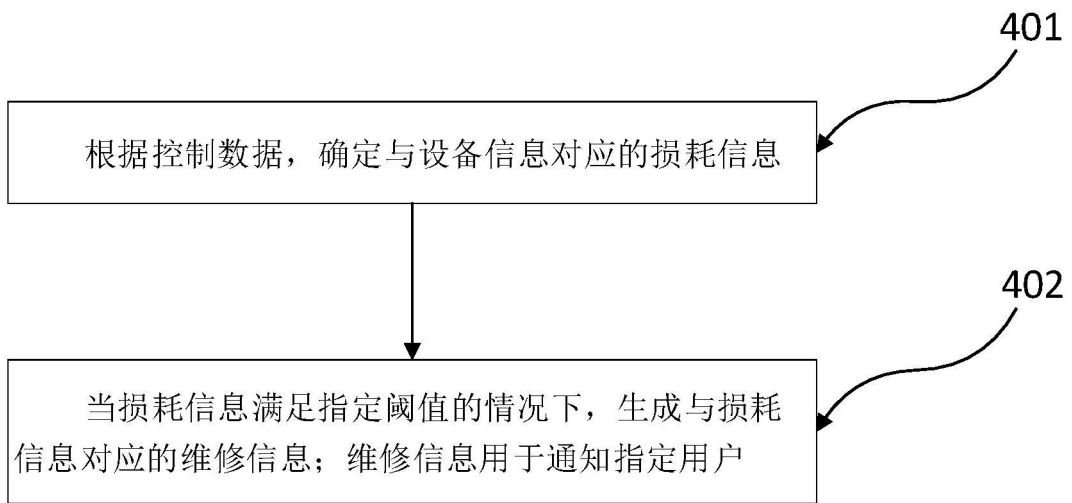 401
根据控制数据，确定与设备信息对应的损耗信息
402
当损耗信息满足指定阈值的情况下，生成与损耗
信息对应的维修信息；维修信息用于通知指定用户